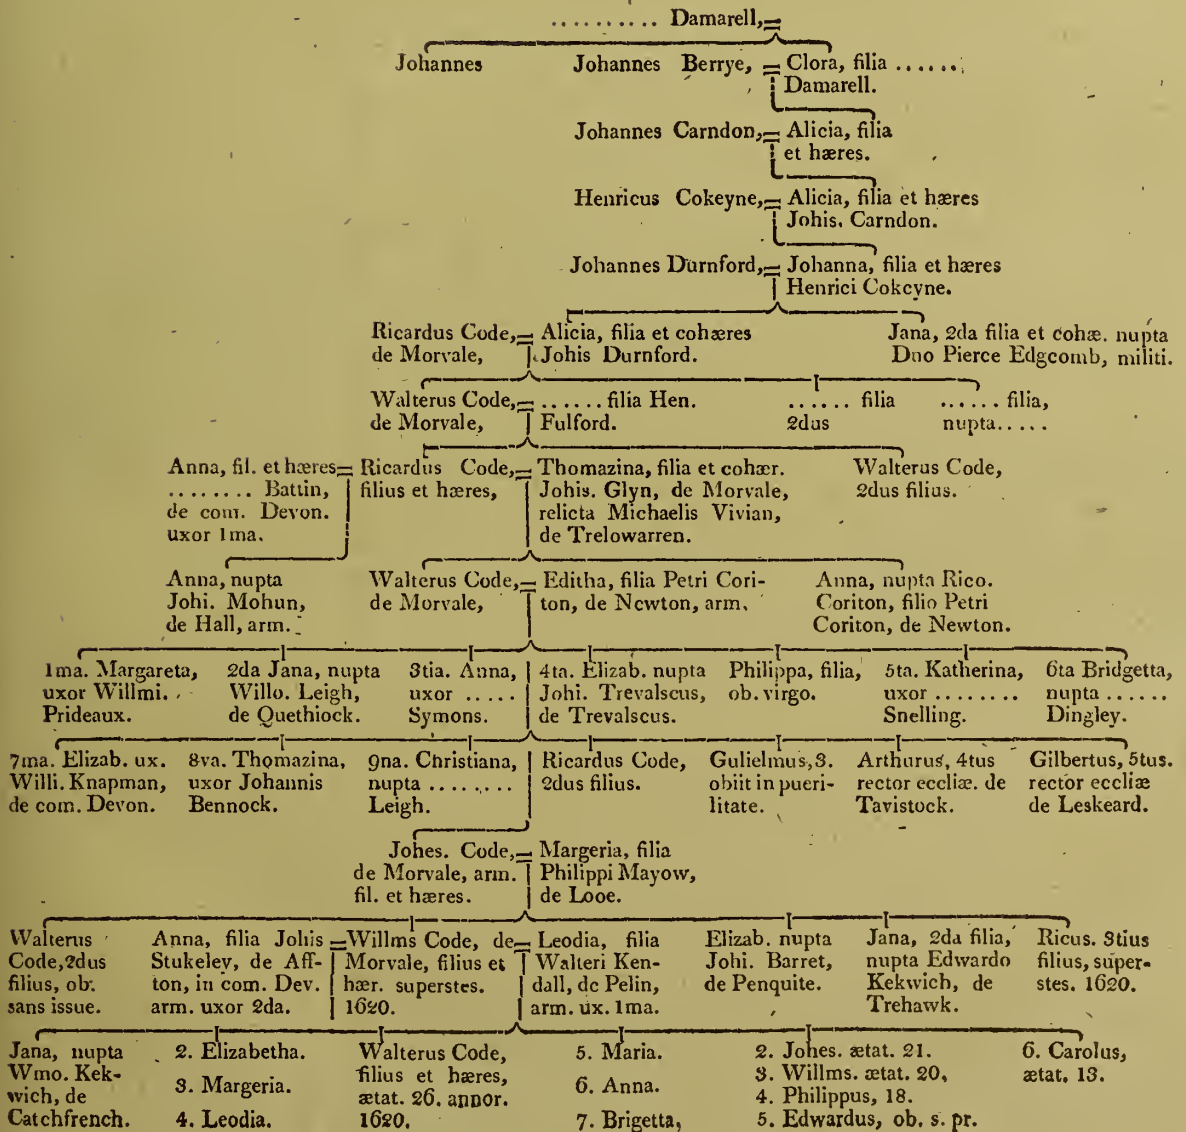 .......... Damarell,=
Johannes Johannes Berrye, = Clora, filia ......
Damarell.
Johannes Carndon,= Alicia, filia
et hæres.
Henricus Cokeyne,= Alicia, filia et hæres
Johis. Carndon.
Johannes Durnford,= Johanna, filia et hæres
Henrici Cokeyne.
Ricardus Code,= Alicia, filia et cohæres Jana, 2da filia et cohæ. nupta
de Morvale, Johis Durnford. Dno Pierce Edgcomb, militi.
Walterus Code,= ...... filia Hen. ...... filia ...... filia,
de Morvale, Fulford. 2dus nupta.....
Anna, fil. et hæres= Ricardus Code,= Thomazina, filia et cohær. Walterus Code,
........ Battin, filius et hæres, Johis. Glyn, de Morvale, 2dus filius.
de com. Devon. relicta Michaelis Vivian,
uxor 1ma. de Trelowarren.
Anna, nupta Walterus Code,= Editha, filia Petri Cori- Anna, nupta Rico.
Johi. Mohun, de Morvale, ton, de Newton, arm. Coriton, filio Petri
de Hall, arm. Coriton, de Newton.
1ma. Margareta, 2da Jana, nupta 3tia. Anna, 4ta. Elizab. nupta Philippa, filia, 5ta. Katherina, 6ta Bridgetta,
uxor Willmi. Willo. Leigh, uxor ..... Johi. Trevalscus, ob. virgo. uxor ........ nupta ......
Prideaux. de Quethiock. Symons. de Trevalscus. Snelling. Dingley.
7ma. Elizab. ux. 8va. Thomazina, 9na. Christiana, Ricardus Code, Gulielmus, 3. Arthurus, 4tus Gilbertus, 5tus.
Willi. Knapman, uxor Johannis nupta ........ 2dus filius. obiit in pueri- rector eccliæ. de rector eccliæ
de com. Devon. Bennock. Leigh. litate. Tavistock. de Leskeard.
Johes. Code,= Margeria, filia
de Morvale, arm. Philippi Mayow,
fil. et hæres. de Looe.
Walterus Anna, filia Johis =Willms Code, de= Leodia, filia Elizab. nupta Jana, 2da filia, Ricus. 3tius
Code, 2dus Stukeley, de Aff- Morvale, filius et Walteri Ken- Johi. Barret, nupta Edwardo filius, super-
filius, ob. ton, in com. Dev. hær. superstes. dall, de Pelin, de Penquite. Kekwich, de stes. 1620.
sans issue. arm. uxor 2da. 1620. arm. ux. 1ma. Trehawk.
Jana, nupta 2. Elizabetha. Walterus Code, 5. Maria. 2. Johes. ætat. 21. 6. Carolus,
Wmo. Kek- 3. Margeria. filius et hæres, 6. Anna. 3. Willms. ætat. 20, ætat. 13.
wich, de ætat. 26. annor. 4. Philippus, 18.
Catchfrench. 4. Leodia. 1620. 7. Brigetta, 5. Edwardus, ob. s. pr.